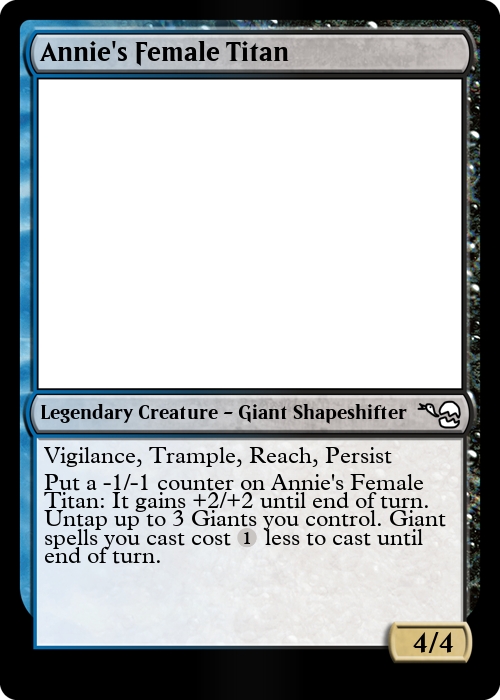 Annie's Female Titan
Legendary Creature – Giant Shapeshifter
Vigilance, Trample, Reach, Persist
Put a -1/-1 counter on Annie's Female
Titan: It gains +2/+2 until end of turn.
Untap up to 3 Giants you control. Giant
spells you cast cost 1 less to cast until
end of turn.
4/4